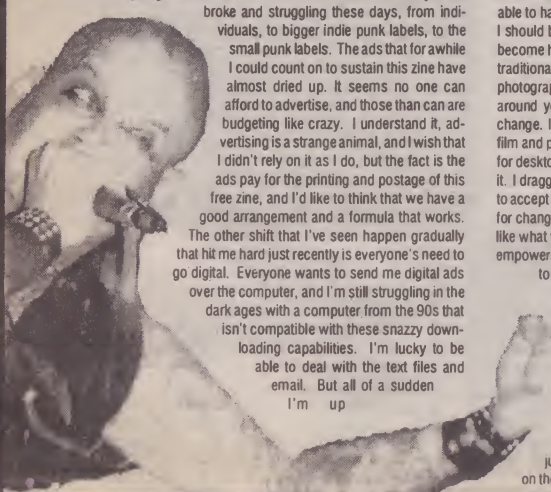 broke and struggling these days, from indi-
viduals, to bigger indie punk labels, to the
small punk labels. The ads that for awhile
I could count on to sustain this zine have
almost dried up. It seems no one can
afford to advertise, and those than can are
budgeting like crazy. I understand it, ad-
vertising is a strange animal, and I wish that
I didn't rely on it as I do, but the fact is the
ads pay for the printing and postage of this
free zine, and I'd like to think that we have a
good arrangement and a formula that works.
The other shift that I've seen happen gradually
that hit me hard just recently is everyone's need to
go digital. Everyone wants to send me digital ads
over the computer, and I'm still struggling in the
dark ages with a computer from the 90s that
isn't compatible with these snazzy down-
loading capabilities. I'm lucky to be
able to deal with the text files and
email. But all of a sudden
I'm up
able to ha
I should b
become h
traditiona
photograp
around y
change. I
film and p
for deskto
it. I dragg
to accept
for chang
like what
empower
to
ju
on th